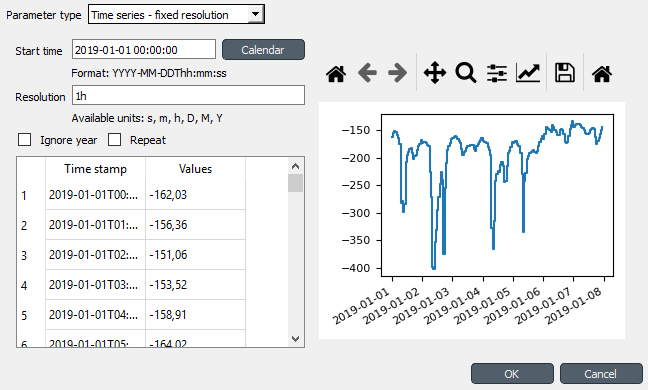 Parameter type Time series - fixed resolution
Start time 2019-01-01 00:00:00 Calendar
Format: YYYY-MM-DDThh:mm:ss
Resolution 1h
Available units: s, m, h, D, M, Y
Ignore year Repeat
Time stamp Values
1 2019-01-01T00:... -162,03
2 2019-01-01T01:... -156,36
3 2019-01-01T02:... -151,06
4 2019-01-01T03:... -153,52
5 2019-01-01T04:... -158,91
6 2019-01-01T05: -164,02
−150
−200
−250
−300
−350
−400
2019-01-01
2019-01-02
2019-01-03
2019-01-04
2019-01-05
2019-01-06
2019-01-07
2019-01-08
OK Cancel